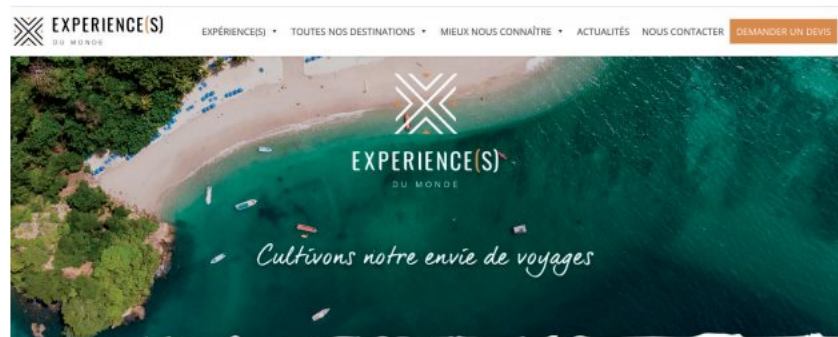 EXPERIENCE(S)
DU MONDE
EXPÉRIENCE(S) TOUTES NOS DESTINATIONS MIEUX NOUS CONNAÎTRE ACTUALITÉS NOUS CONTACTER DEMANDER UN DEVIS
EXPERIENCE(S)
DU MONDE
Cultivons notre envie de voyages